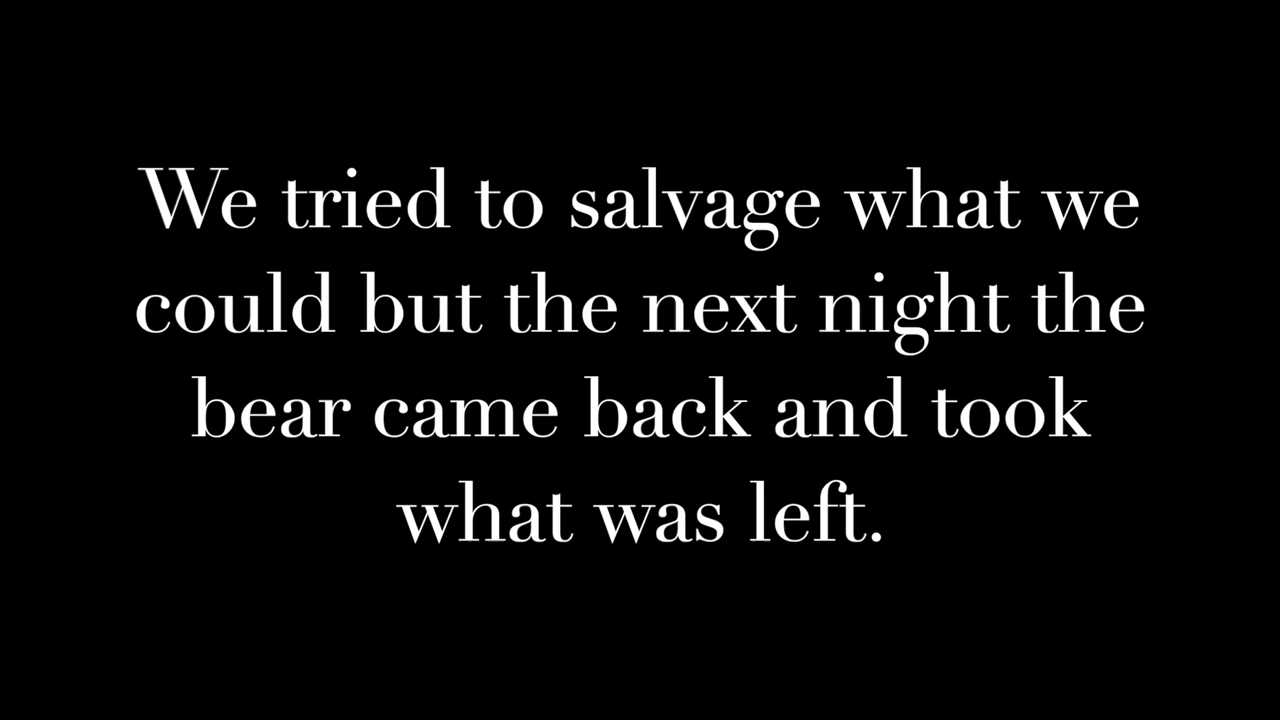 We tried to salvage what we
could but the next night the
bear came back and took
what was left.